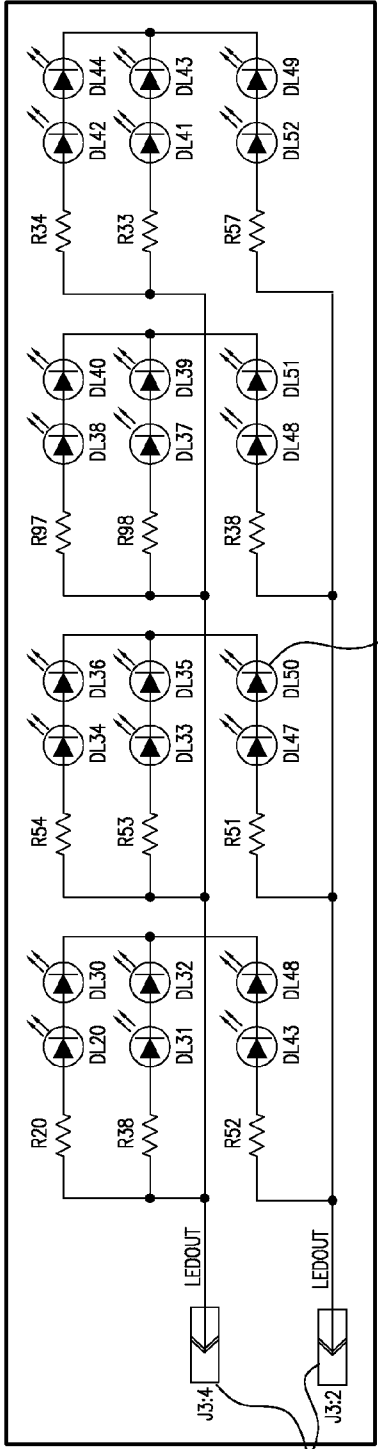 R20 R54 R97 R34
DL20 DL30 DL34 DL36 DL38 DL40 DL42 DL44
R38 R53 R98 R33
DL31 DL32 DL33 DL35 DL37 DL39 DL41 DL43
LEDOUT
J3:4
R52 R51 R38 R57
DL43 DL48 DL47 DL50 DL48 DL51 DL52 DL49
LEDOUT
J3:2